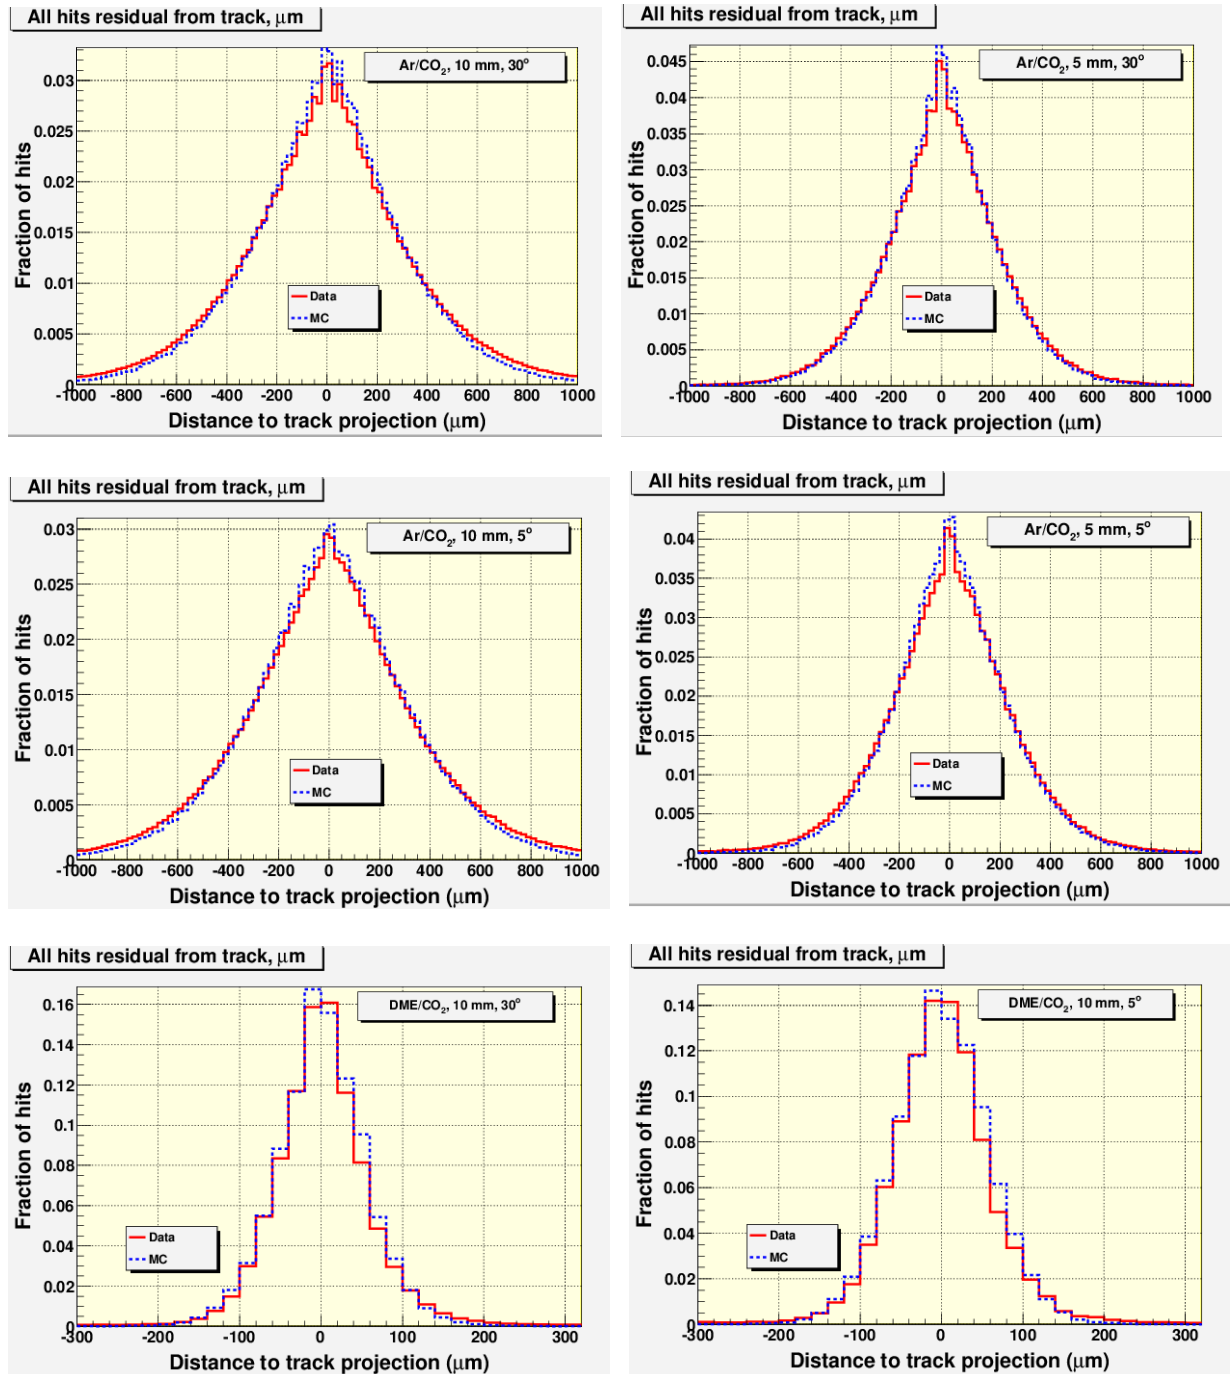 All hits residual from track, μm
Ar/CO2, 10 mm, 30°
Fraction of hits
0.03
0.025
0.02
0.015
0.01
0.005
0
Data
MC
-1000 -800 -600 -400 -200 0 200 400 600 800 1000
Distance to track projection (μm)
All hits residual from track, μm
Ar/CO2, 5 mm, 30°
Fraction of hits
0.045
0.04
0.035
0.03
0.025
0.02
0.015
0.01
0.005
0
Data
MC
-1000 -800 -600 -400 -200 0 200 400 600 800 1000
Distance to track projection (μm)
All hits residual from track, μm
Ar/CO2, 10 mm, 5°
Fraction of hits
0.03
0.025
0.02
0.015
0.01
0.005
0
Data
MC
-1000 -800 -600 -400 -200 0 200 400 600 800 1000
Distance to track projection (μm)
All hits residual from track, μm
Ar/CO2, 5 mm, 5°
Fraction of hits
0.04
0.035
0.03
0.025
0.02
0.015
0.01
0.005
0
Data
MC
-1000 -800 -600 -400 -200 0 200 400 600 800 1000
Distance to track projection (μm)
All hits residual from track, μm
DME/CO2, 10 mm, 30°
Fraction of hits
0.16
0.14
0.12
0.1
0.08
0.06
0.04
0.02
0
Data
MC
-300 -200 -100 0 100 200 300
Distance to track projection (μm)
All hits residual from track, μm
DME/CO2, 10 mm, 5°
Fraction of hits
0.14
0.12
0.1
0.08
0.06
0.04
0.02
0
Data
MC
-300 -200 -100 0 100 200 300
Distance to track projection (μm)